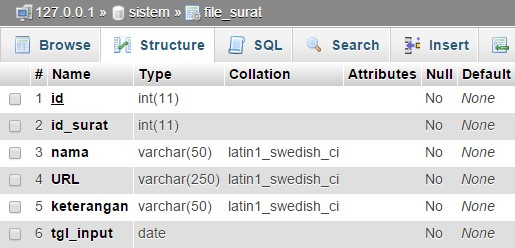 127.0.0.1 » sistem » file_surat
Browse Structure SQL Search Insert
# Name Type Collation Attributes Null Default
1 id int(11) No None
2 id_surat int(11) No None
3 nama varchar(50) latin1_swedish_ci No None
4 URL varchar(250) latin1_swedish_ci No None
5 keterangan varchar(50) latin1_swedish_ci No None
6 tgl_input date No None